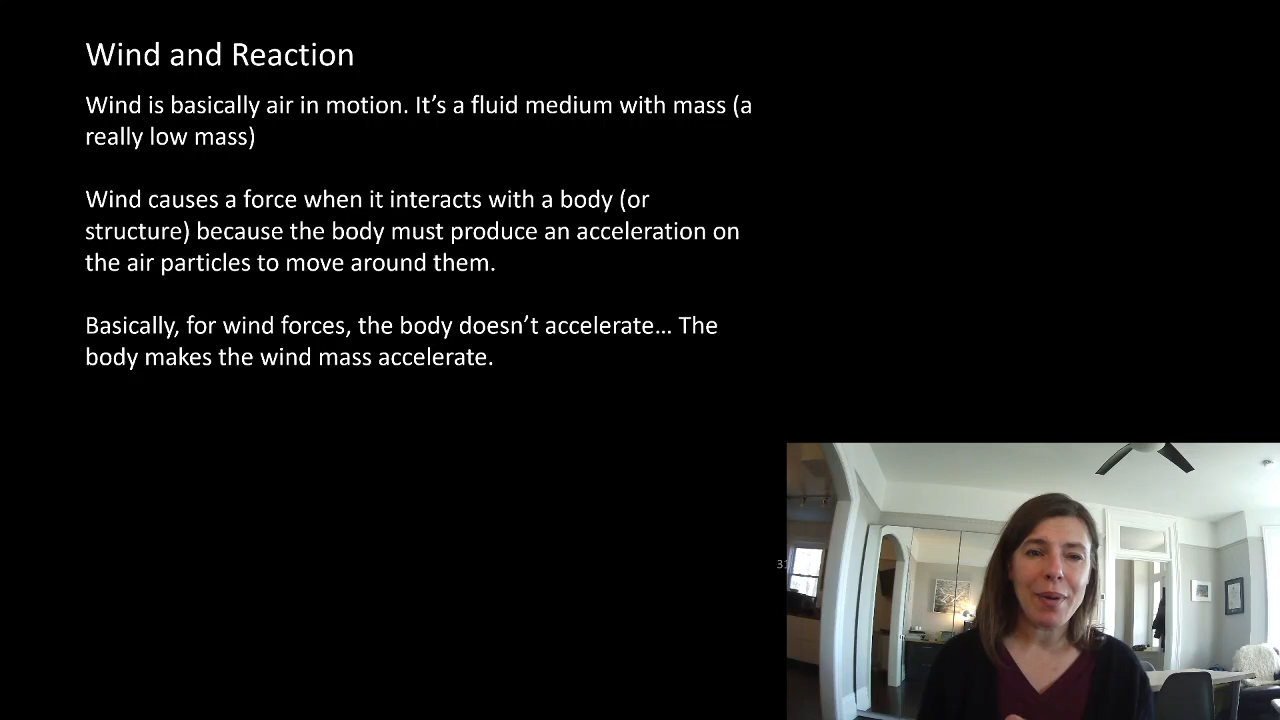 Wind and Reaction
Wind is basically air in motion. It’s a fluid medium with mass (a
really low mass)
Wind causes a force when it interacts with a body (or
structure) because the body must produce an acceleration on
the air particles to move around them.
Basically, for wind forces, the body doesn’t accelerate… The
body makes the wind mass accelerate.